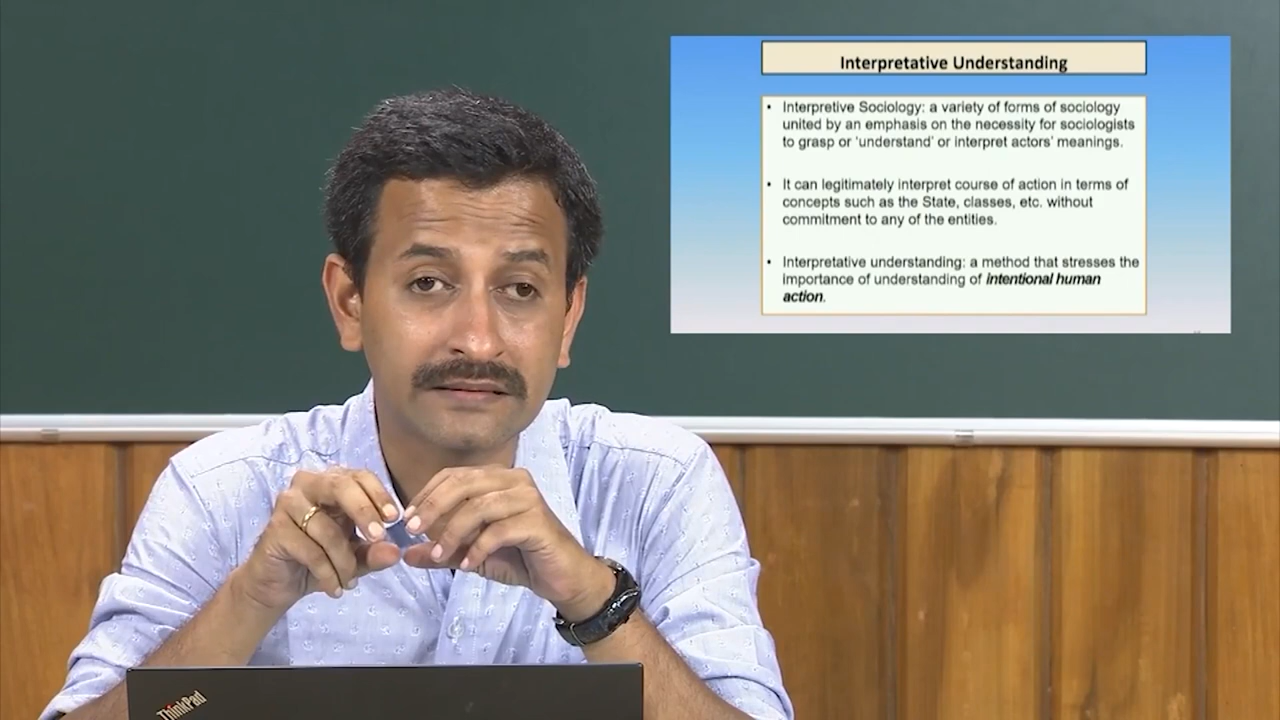 Interpretative Understanding
• Interpretive Sociology: a variety of forms of sociology
united by an emphasis on the necessity for sociologists
to grasp or 'understand' or interpret actors' meanings.
• It can legitimately interpret course of action in terms of
concepts such as the State, classes, etc. without
commitment to any of the entities.
• Interpretative understanding: a method that stresses the
importance of understanding of intentional human
action.
ThinkPad